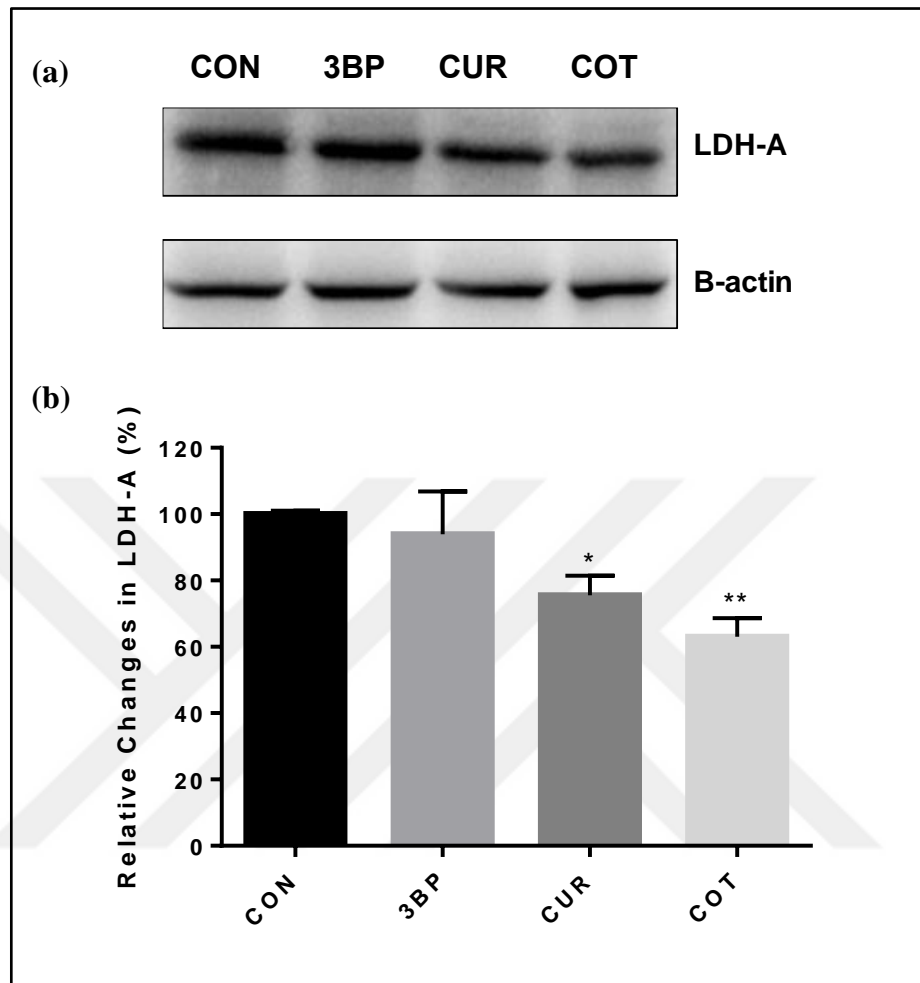 (a)
CON 3BP CUR COT
LDH-A
B-actin
(b)
Relative Changes in LDH-A (%)
120
100
80
60
40
20
0
*
**
CON 3BP CUR COT